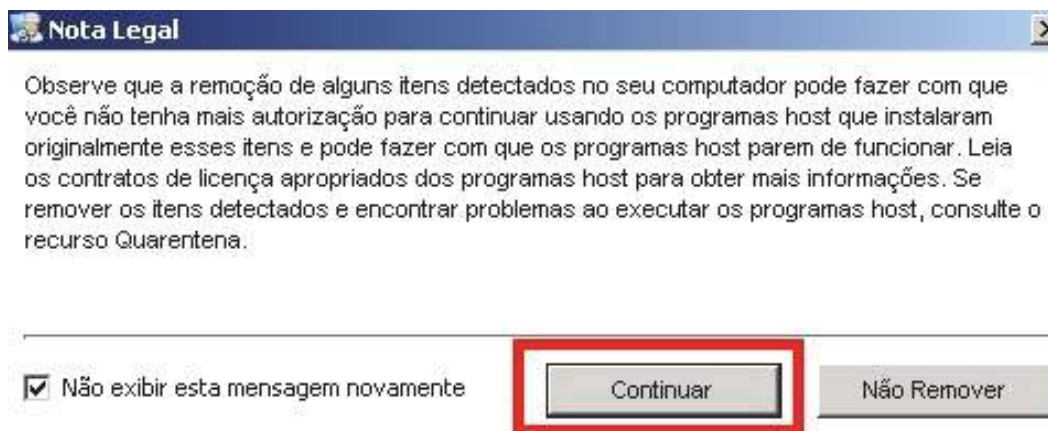 Nota Legal
Observe que a remoção de alguns itens detectados no seu computador pode fazer com que
você não tenha mais autorização para continuar usando os programas host que instalaram
originalmente esses itens e pode fazer com que os programas host parem de funcionar. Leia
os contratos de licença apropriados dos programas host para obter mais informações. Se
remover os itens detectados e encontrar problemas ao executar os programas host, consulte o
recurso Quarentena.
Não exibir esta mensagem novamente
Continuar
Não Remover